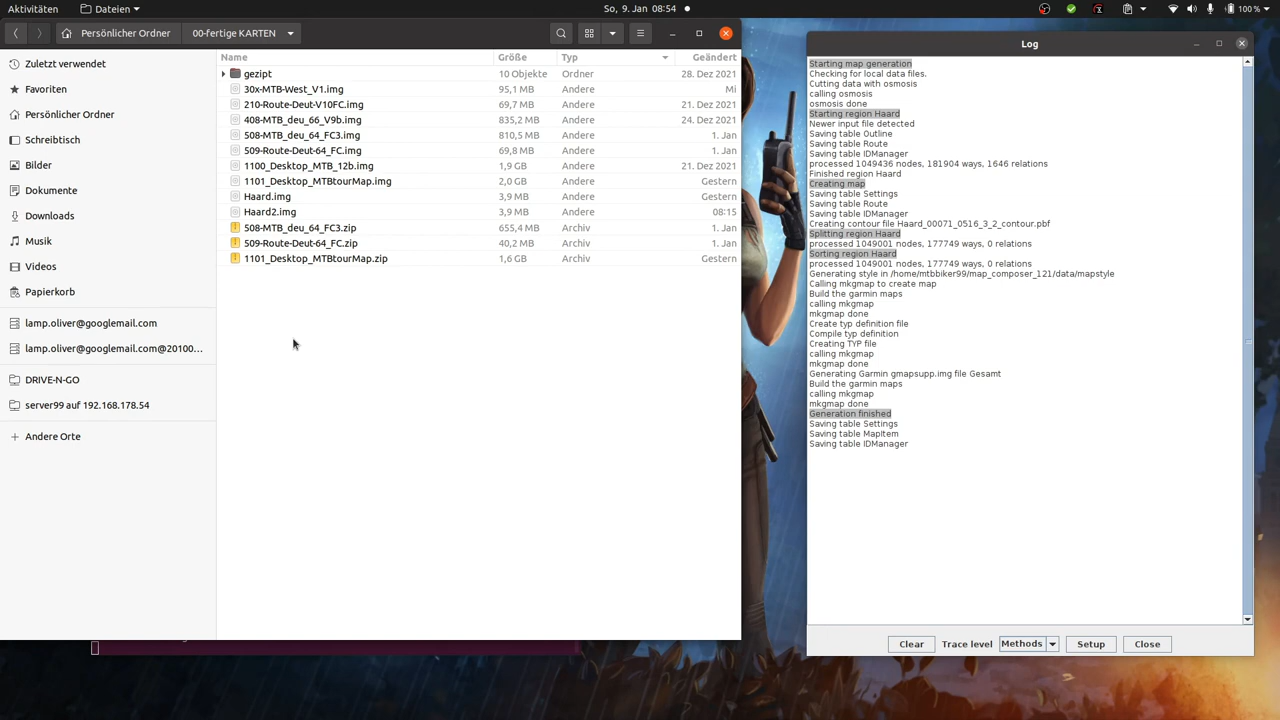 Aktivitäten
Dateien
So, 9. Jan 08:54
100 %
Persönlicher Ordner
00-fertige KARTEN
Zuletzt verwendet
Favoriten
Persönlicher Ordner
Schreibtisch
Bilder
Dokumente
Downloads
Musik
Videos
Papierkorb
lamp.oliver@googlemail.com
lamp.oliver@googlemail.com@20100...
DRIVE-N-GO
server99 auf 192.168.178.54
Andere Orte
Name Größe Typ Geändert
gezipt 10 Objekte Ordner 28. Dez 2021
30x-MTB-West_V1.img 95,1 MB Andere Mi
210-Route-Deut-V10FC.img 69,7 MB Andere 21. Dez 2021
408-MTB_deu_66_V9b.img 835,2 MB Andere 24. Dez 2021
508-MTB_deu_64_FC3.img 810,5 MB Andere 1. Jan
509-Route-Deut-64_FC.img 69,8 MB Andere 1. Jan
1100_Desktop_MTB_12b.img 1,9 GB Andere 21. Dez 2021
1101_Desktop_MTBtourMap.img 2,0 GB Andere Gestern
Haard.img 3,9 MB Andere Gestern
Haard2.img 3,9 MB Andere 08:15
508-MTB_deu_64_FC3.zip 655,4 MB Archiv 1. Jan
509-Route-Deut-64_FC.zip 40,2 MB Archiv 1. Jan
1101_Desktop_MTBtourMap.zip 1,6 GB Archiv Gestern
Log
Starting map generation
Checking for local data files.
Cutting data with osmosis
calling osmosis
osmosis done
Starting region Haard
Newer input file detected
Saving table Outline
Saving table Route
Saving table IDManager
processed 1049436 nodes, 181904 ways, 1646 relations
Finished region Haard
Creating map
Saving table Settings
Saving table Route
Saving table IDManager
Creating contour file Haard_00071_0516_3_2_contour.pbf
Splitting region Haard
processed 1049001 nodes, 177749 ways, 0 relations
Sorting region Haard
processed 1049001 nodes, 177749 ways, 0 relations
Generating style in /home/mtbbiker99/map_composer_121/data/mapstyle
Calling mkgmap to create map
Build the garmin maps
calling mkgmap
mkgmap done
Create typ definition file
Compile typ definition
Creating TYP file
calling mkgmap
mkgmap done
Generating Garmin gmapsupp.img file Gesamt
Build the garmin maps
calling mkgmap
mkgmap done
Generation finished
Saving table Settings
Saving table MapItem
Saving table IDManager
Clear Trace level Methods Setup Close